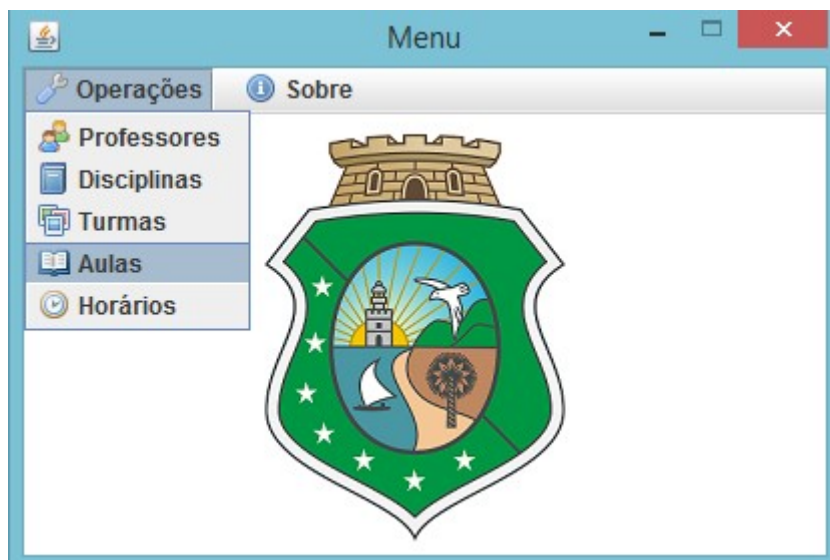 Menu
Operações Sobre
Professores
Disciplinas
Turmas
Aulas
Horários